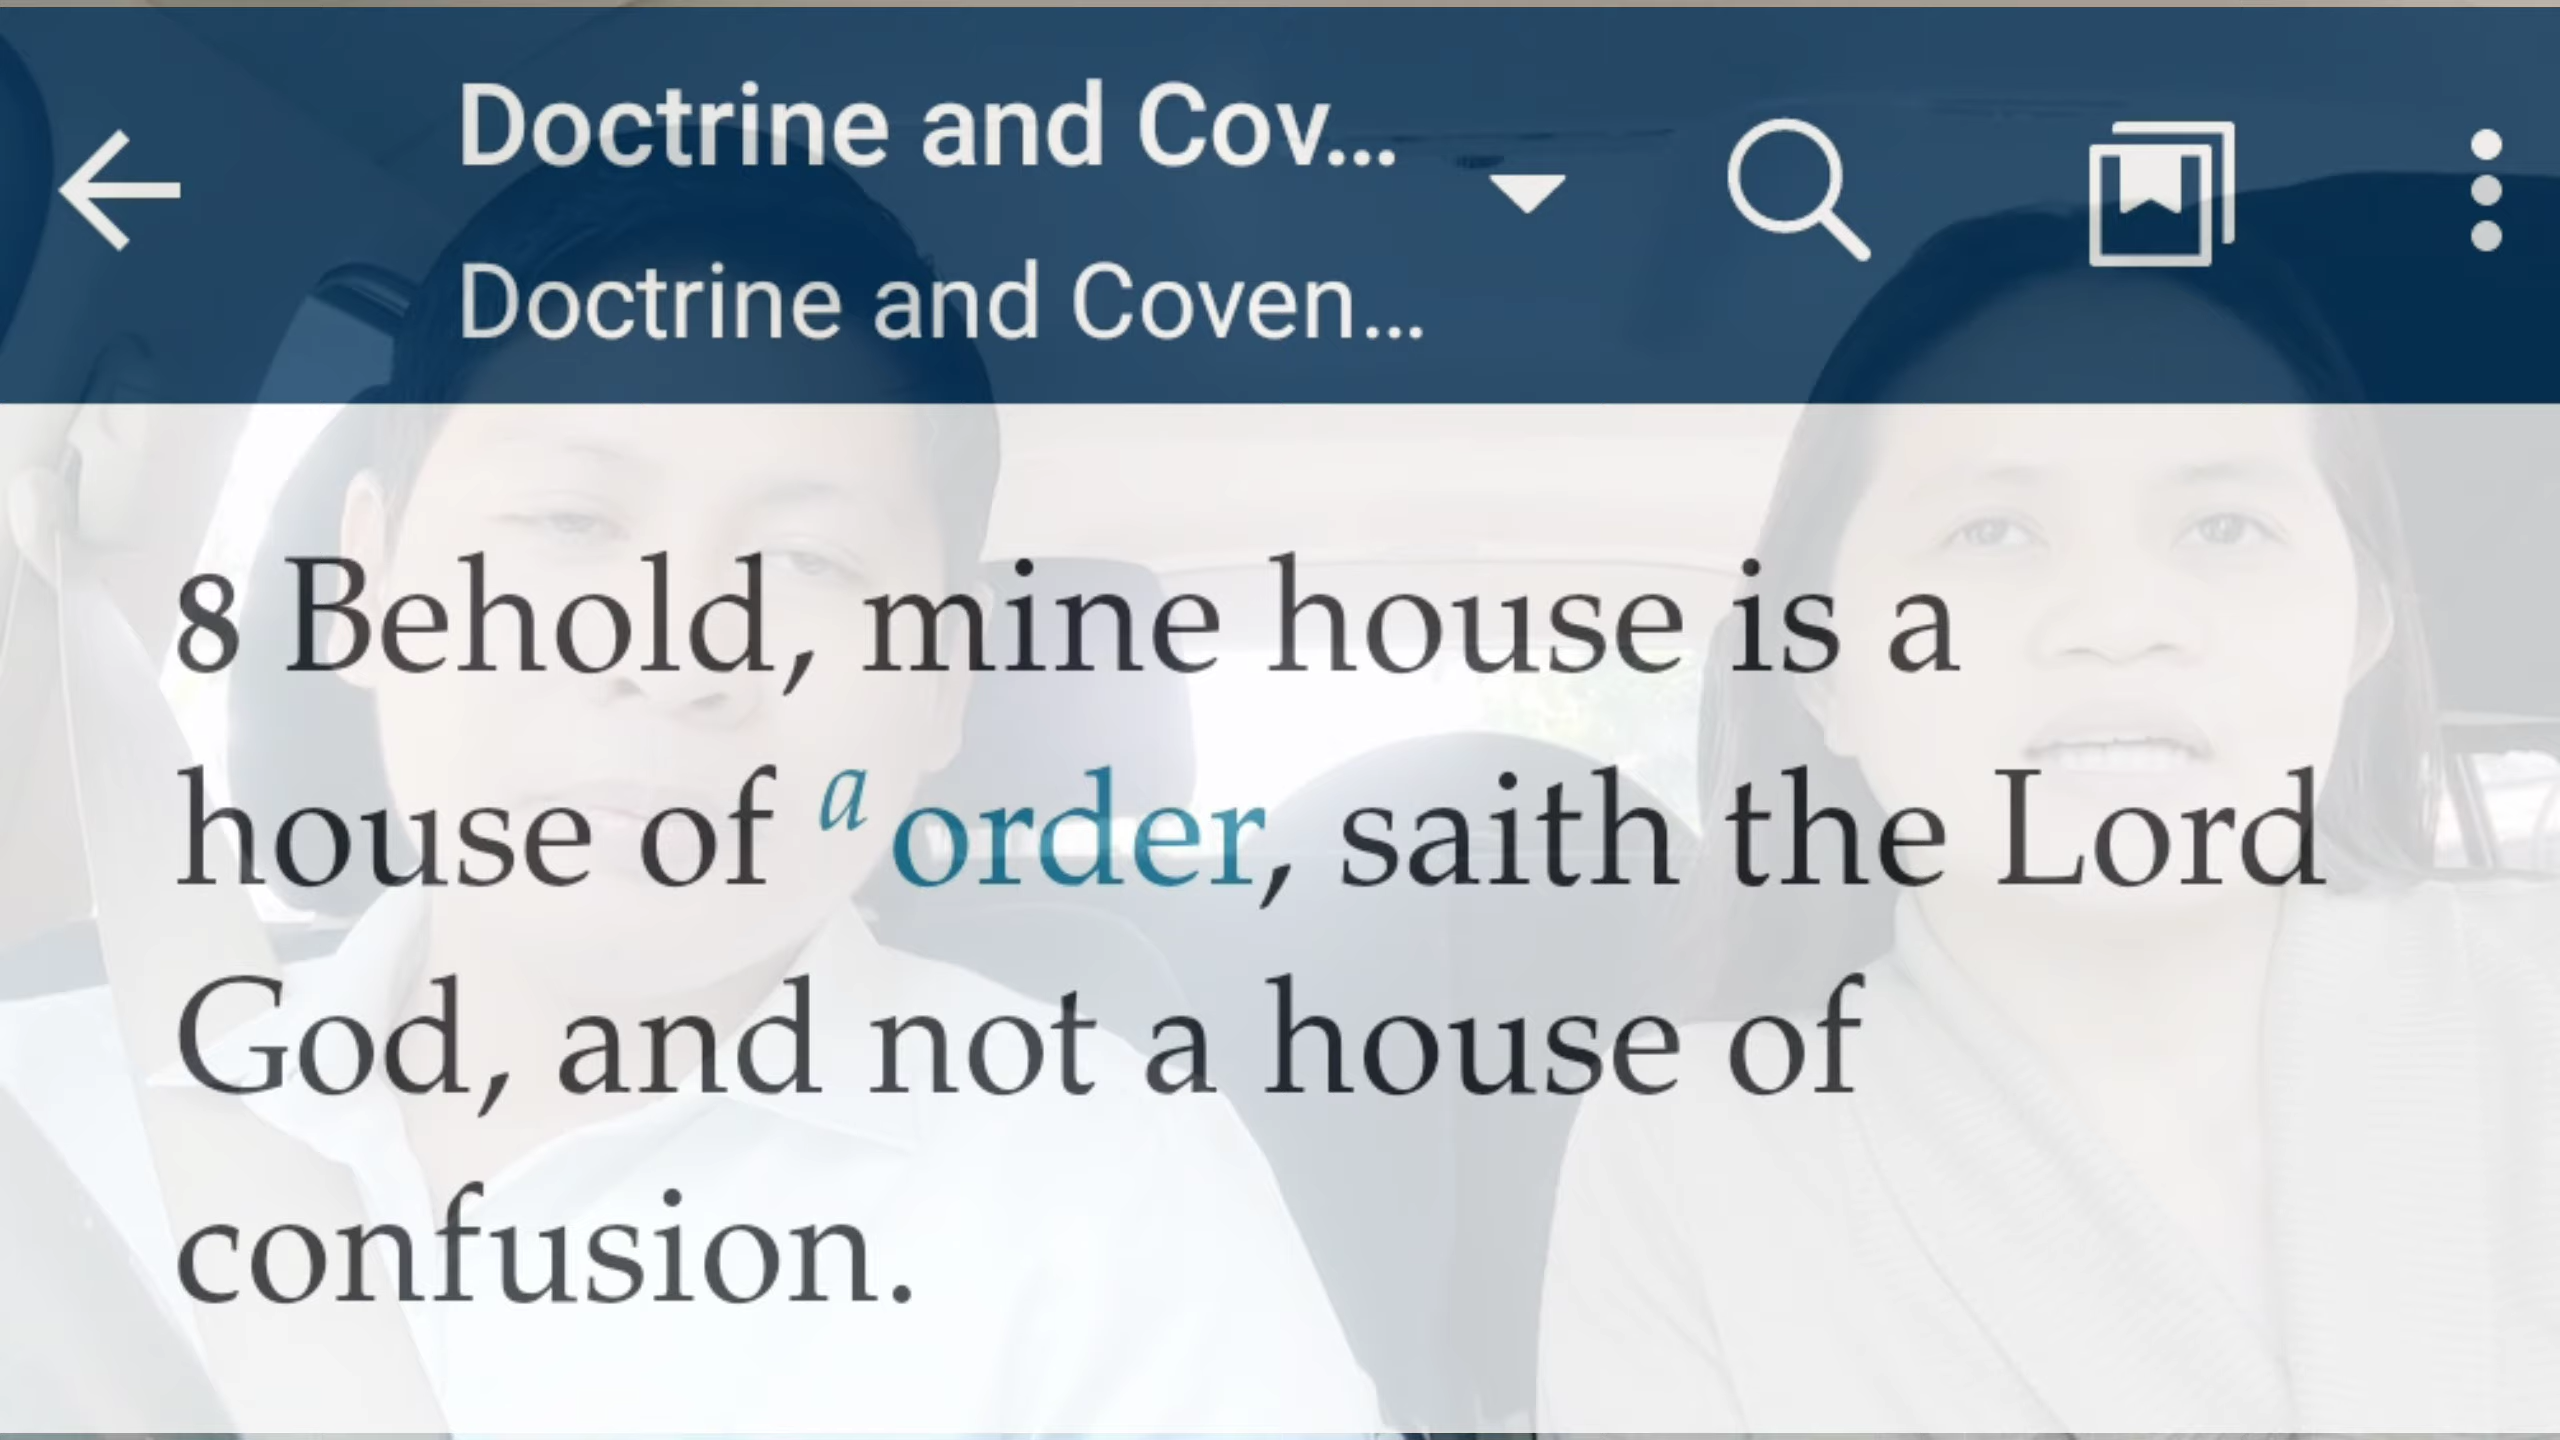 Doctrine and Cov...
Doctrine and Coven...
8 Behold, mine house is a
house of a order, saith the Lord
God, and not a house of
confusion.